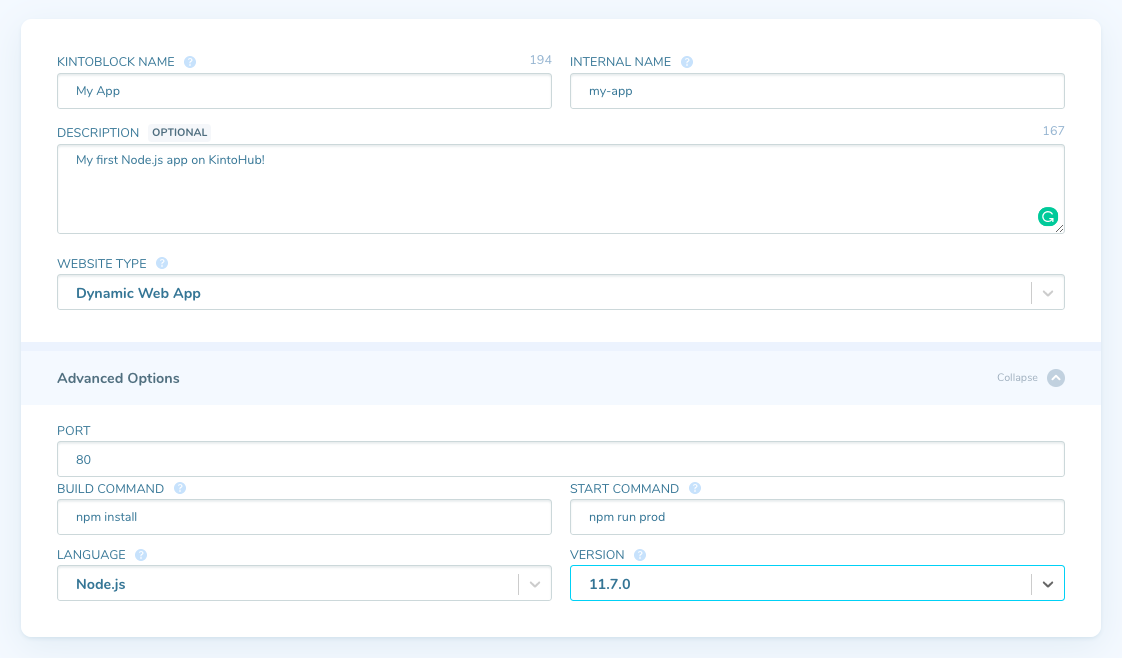 KINTOBLOCK NAME ? 194 INTERNAL NAME ?
My App my-app
DESCRIPTION OPTIONAL 167
My first Node.js app on KintoHub!
WEBSITE TYPE ?
Dynamic Web App
Advanced Options Collapse
PORT
80
BUILD COMMAND ? START COMMAND ?
npm install npm run prod
LANGUAGE ? VERSION ?
Node.js 11.7.0